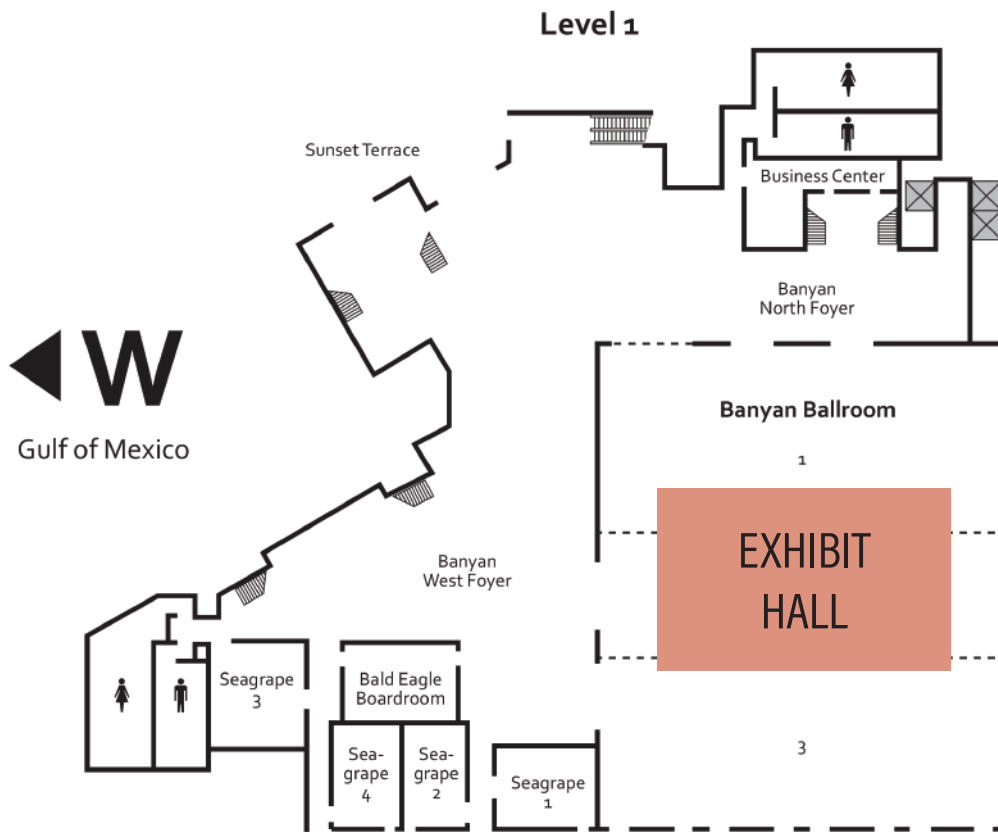 Level 1
Sunset Terrace
Business Center
Banyan
North Foyer
W
Gulf of Mexico
Banyan Ballroom
1
EXHIBIT
HALL
Banyan
West Foyer
Seagrape
3
Bald Eagle
Boardroom
Sea-
grape
4
Sea-
grape
2
Seagrape
1
3